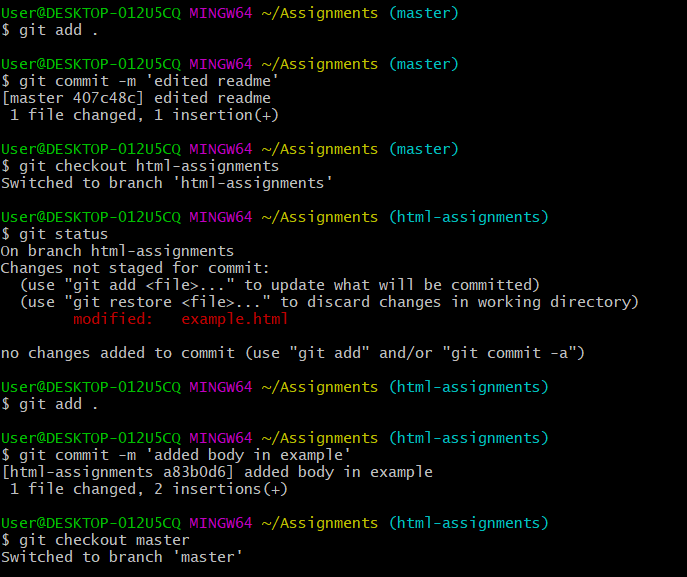 User@DESKTOP-012U5CQ MINGW64 ~/Assignments (master)
$ git add .
User@DESKTOP-012U5CQ MINGW64 ~/Assignments (master)
$ git commit -m 'edited readme'
[master 407c48c] edited readme
 1 file changed, 1 insertion(+)
User@DESKTOP-012U5CQ MINGW64 ~/Assignments (master)
$ git checkout html-assignments
Switched to branch 'html-assignments'
User@DESKTOP-012U5CQ MINGW64 ~/Assignments (html-assignments)
$ git status
On branch html-assignments
Changes not staged for commit:
  (use "git add <file>..." to update what will be committed)
  (use "git restore <file>..." to discard changes in working directory)
        modified:   example.html
no changes added to commit (use "git add" and/or "git commit -a")
User@DESKTOP-012U5CQ MINGW64 ~/Assignments (html-assignments)
$ git add .
User@DESKTOP-012U5CQ MINGW64 ~/Assignments (html-assignments)
$ git commit -m 'added body in example'
[html-assignments a83b0d6] added body in example
 1 file changed, 2 insertions(+)
User@DESKTOP-012U5CQ MINGW64 ~/Assignments (html-assignments)
$ git checkout master
Switched to branch 'master'